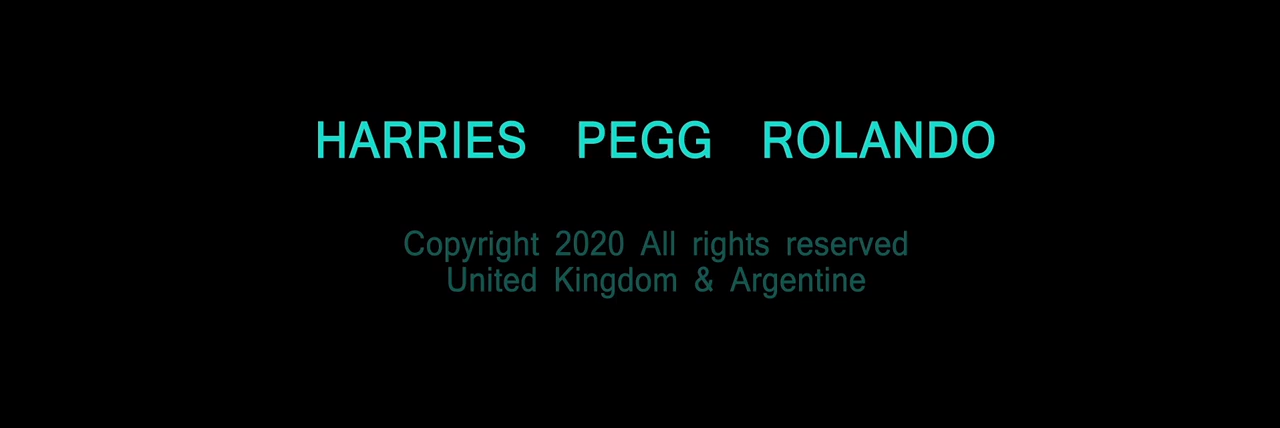 HARRIES PEGG ROLANDO
Copyright 2020 All rights reserved
United Kingdom & Argentine